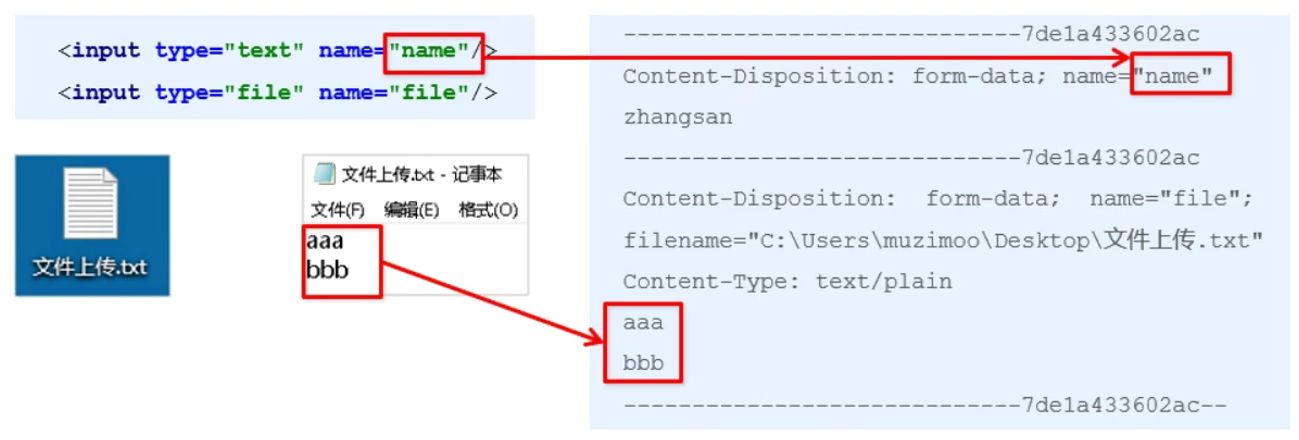 <input type="text" name="name"/>
<input type="file" name="file"/>
文件上传.txt
文件上传.txt - 记事本
文件(F) 编辑(E) 格式(O)
aaa
bbb
-----------------------------7de1a433602ac
Content-Disposition: form-data; name="name"
zhangsan
-----------------------------7de1a433602ac
Content-Disposition: form-data; name="file";
filename="C:\Users\muzimoo\Desktop\文件上传.txt"
Content-Type: text/plain
aaa
bbb
-----------------------------7de1a433602ac--